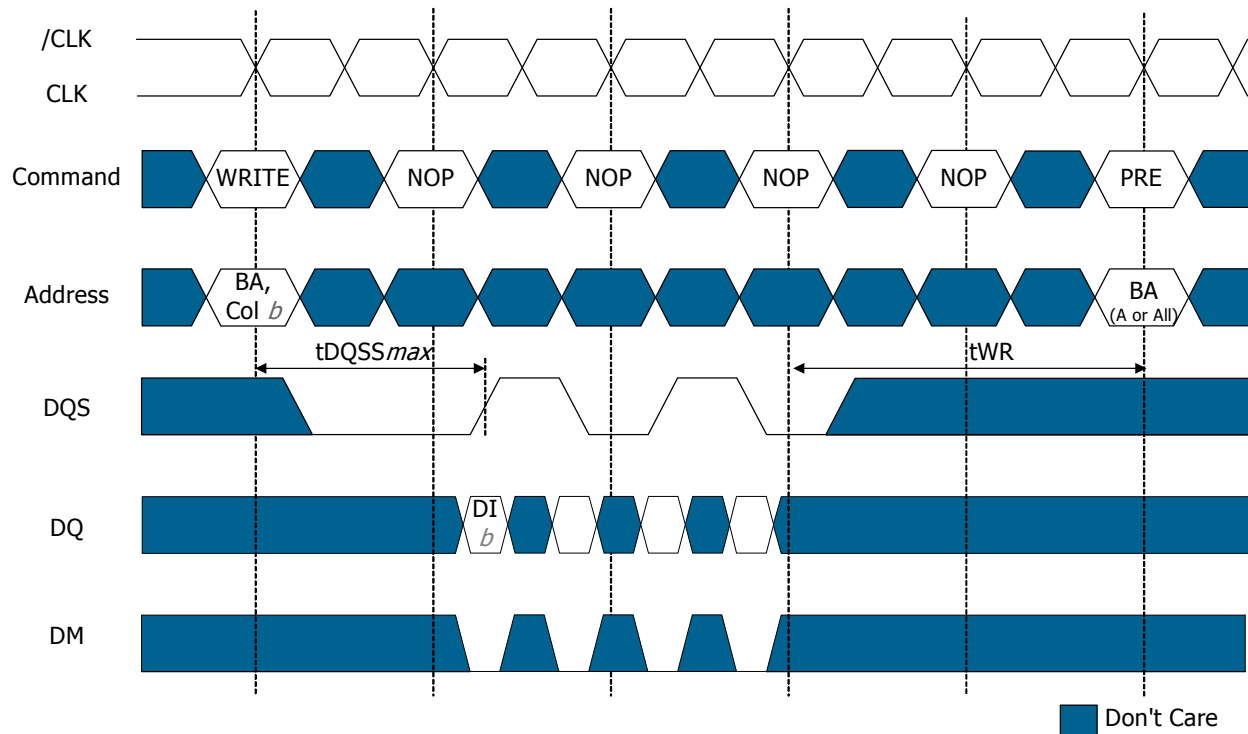 /CLK
CLK
Command
WRITE
NOP
NOP
NOP
NOP
PRE
Address
BA,
Col b
BA
(A or All)
tDQSSmax
tWR
DQS
DQ
DI
b
DM
Don't Care